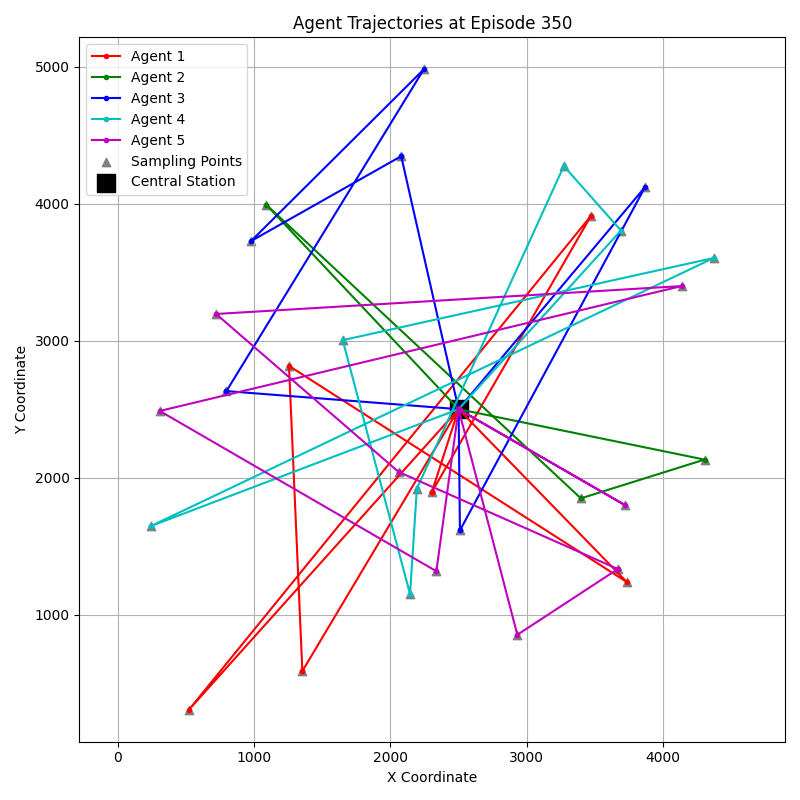 Agent Trajectories at Episode 350
Agent 1
Agent 2
Agent 3
Agent 4
Agent 5
Sampling Points
Central Station
5000
4000
3000
2000
1000
Y Coordinate
0 1000 2000 3000 4000
X Coordinate